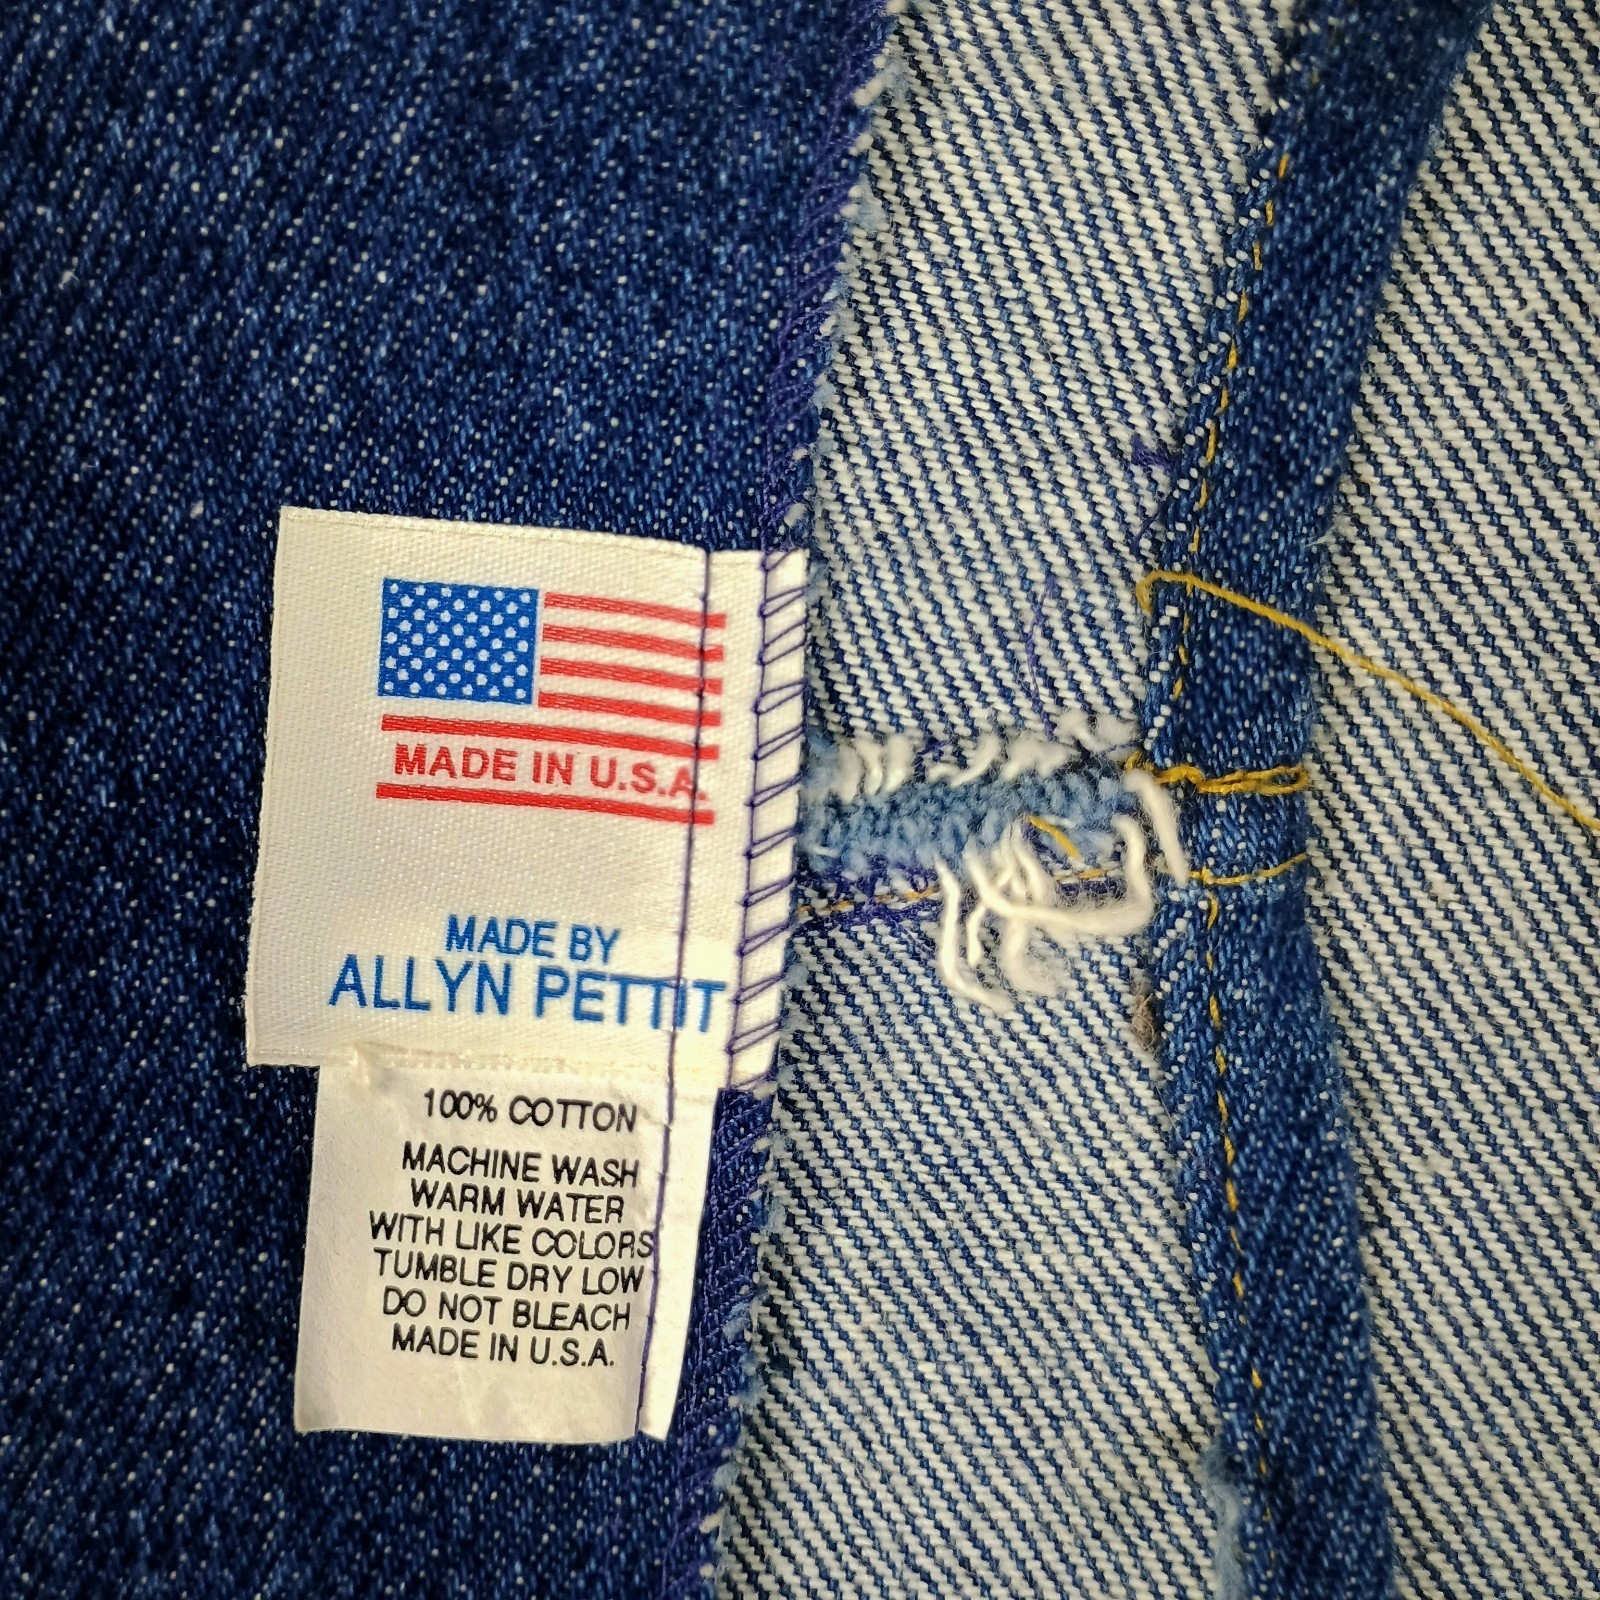 MADE IN U.S.A.
MADE BY
ALLYN PETTIT
100% COTTON
MACHINE WASH
WARM WATER
WITH LIKE COLORS
TUMBLE DRY LOW
DO NOT BLEACH
MADE IN U.S.A.